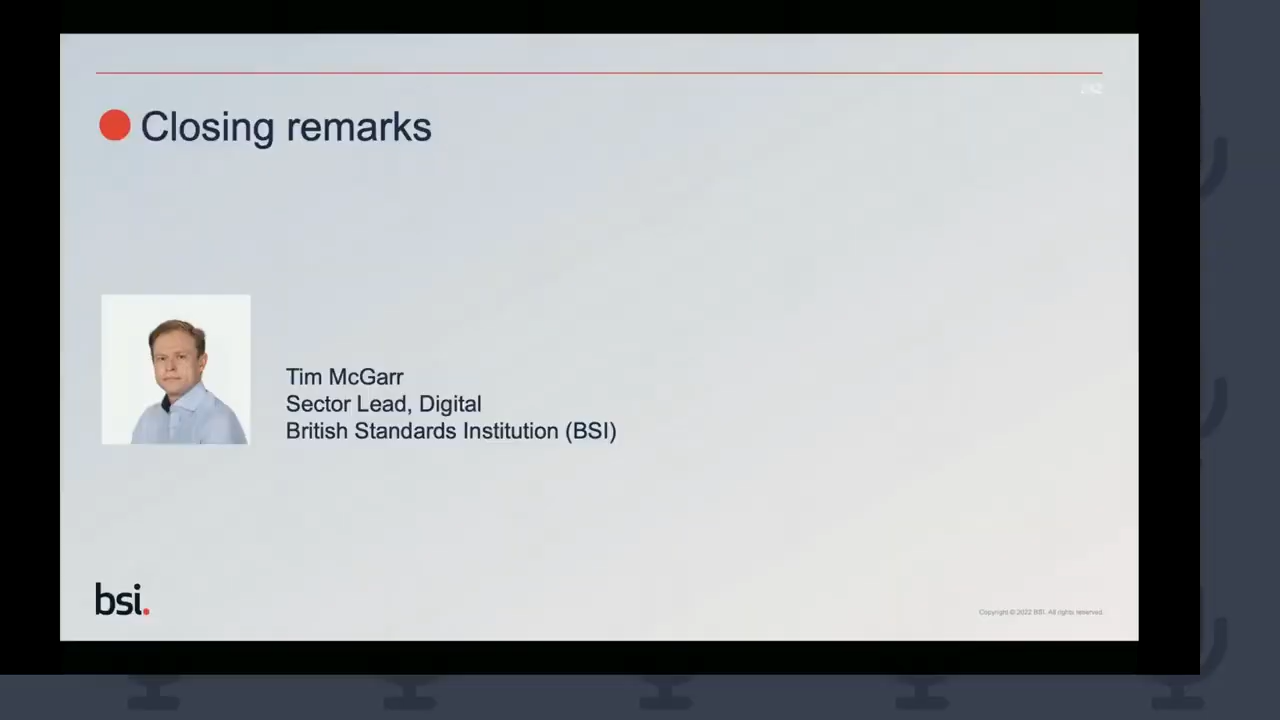 Closing remarks
Tim McGarr
Sector Lead, Digital
British Standards Institution (BSI)
bsi.
Copyright © 2022 BSI. All rights reserved.